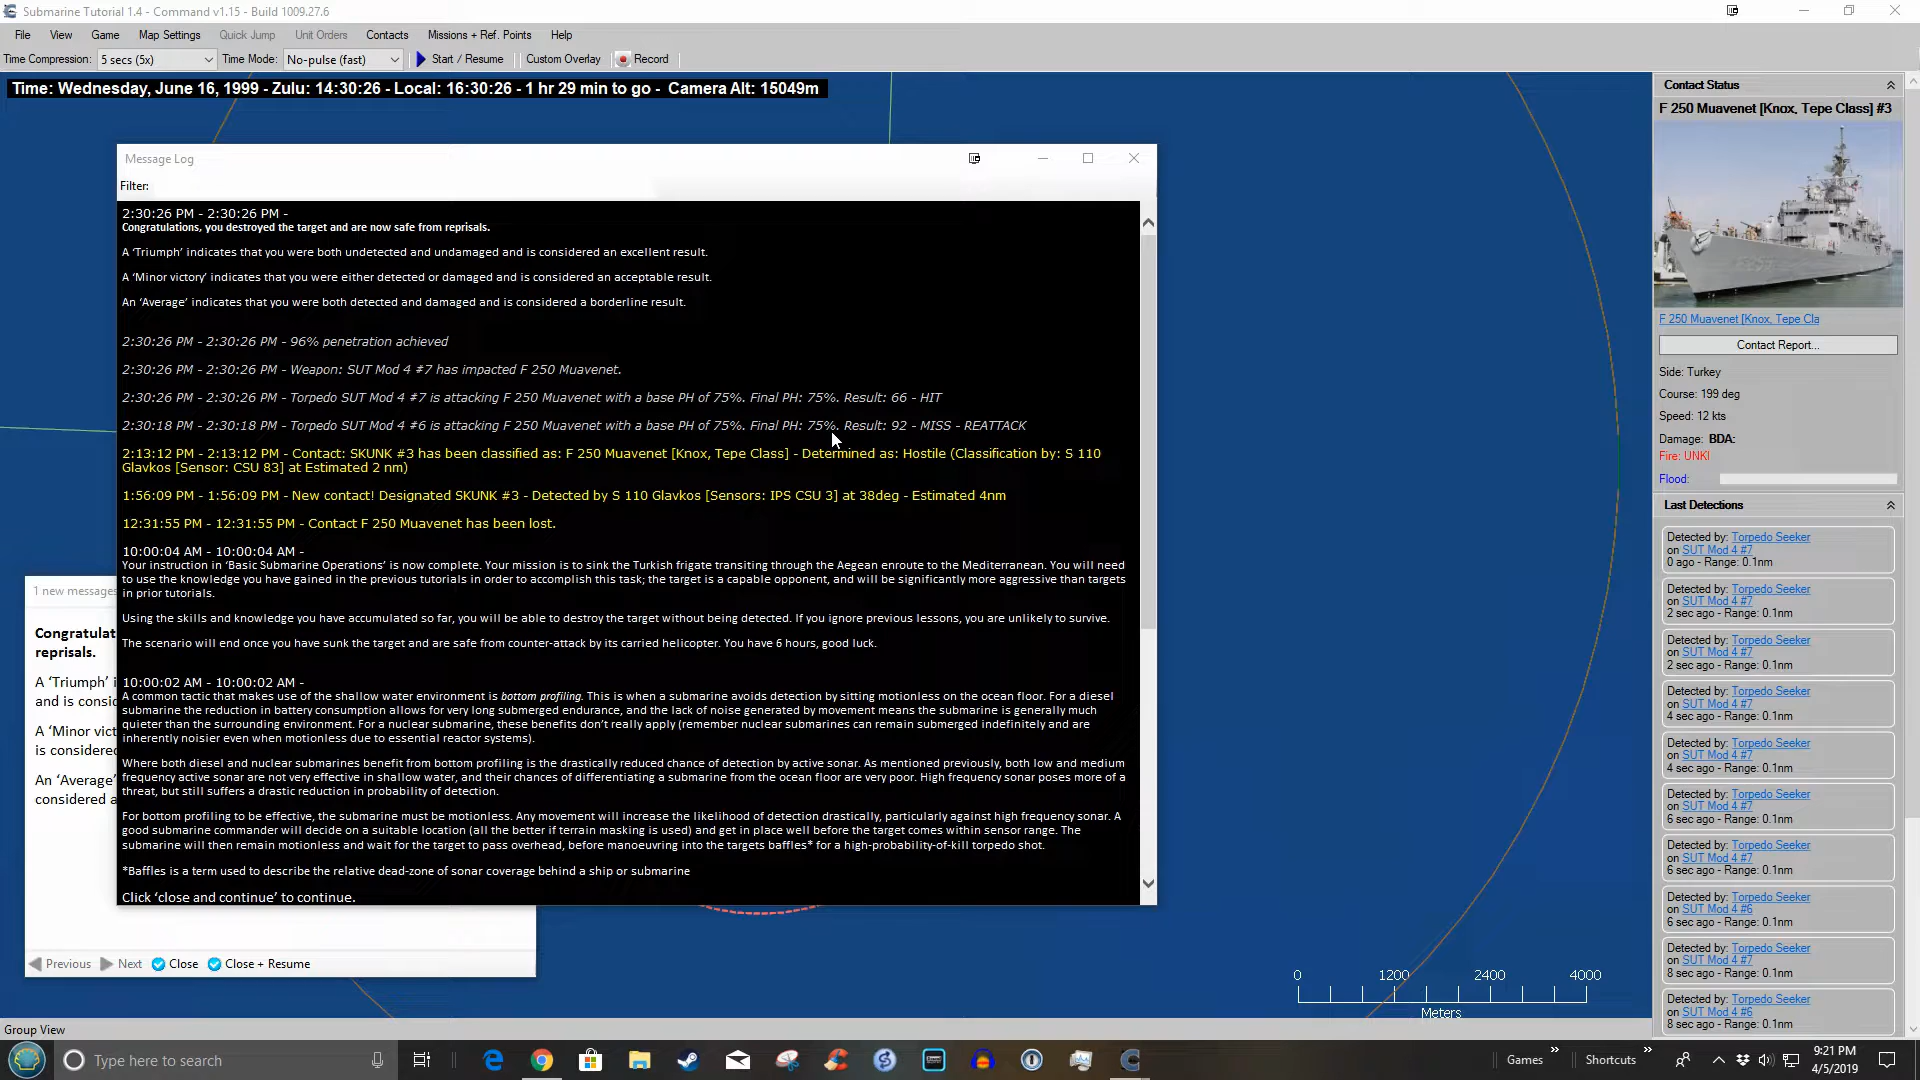 Submarine Tutorial 1.4 - Command v1.15 - Build 1009.27.6
File View Game Map Settings Quick Jump Unit Orders Contacts Missions + Ref. Points Help
Time Compression: 5 secs (5x) Time Mode: No-pulse (fast) Start / Resume Custom Overlay Record
Time: Wednesday, June 16, 1999 - Zulu: 14:30:26 - Local: 16:30:26 - 1 hr 29 min to go - Camera Alt: 15049m
Message Log
Filter:
2:30:26 PM - 2:30:26 PM -
Congratulations, you destroyed the target and are now safe from reprisals.
A ‘Triumph’ indicates that you were both undetected and undamaged and is considered an excellent result.
A ‘Minor victory’ indicates that you were either detected or damaged and is considered an acceptable result.
An ‘Average’ indicates that you were both detected and damaged and is considered a borderline result.
2:30:26 PM - 2:30:26 PM - 96% penetration achieved
2:30:26 PM - 2:30:26 PM - Weapon: SUT Mod 4 #7 has impacted F 250 Muavenet.
2:30:26 PM - 2:30:26 PM - Torpedo SUT Mod 4 #7 is attacking F 250 Muavenet with a base PH of 75%. Final PH: 75%. Result: 66 - HIT
2:30:18 PM - 2:30:18 PM - Torpedo SUT Mod 4 #6 is attacking F 250 Muavenet with a base PH of 75%. Final PH: 75%. Result: 92 - MISS - REATTACK
2:13:12 PM - 2:13:12 PM - Contact: SKUNK #3 has been classified as: F 250 Muavenet [Knox, Tepe Class] - Determined as: Hostile (Classification by: S 110
Glavkos [Sensor: CSU 83] at Estimated 2 nm)
1:56:09 PM - 1:56:09 PM - New contact! Designated SKUNK #3 - Detected by S 110 Glavkos [Sensors: IPS CSU 3] at 38deg - Estimated 4nm
12:31:55 PM - 12:31:55 PM - Contact F 250 Muavenet has been lost.
10:00:04 AM - 10:00:04 AM -
Your instruction in ‘Basic Submarine Operations’ is now complete. Your mission is to sink the Turkish frigate transiting through the Aegean enroute to the Mediterranean. You will need
to use the knowledge you have gained in the previous tutorials in order to accomplish this task; the target is a capable opponent, and will be significantly more aggressive than targets
in prior tutorials.
Using the skills and knowledge you have accumulated so far, you will be able to destroy the target without being detected. If you ignore previous lessons, you are unlikely to survive.
The scenario will end once you have sunk the target and are safe from counter-attack by its carried helicopter. You have 6 hours, good luck.
10:00:02 AM - 10:00:02 AM -
A common tactic that makes use of the shallow water environment is bottom profiling. This is when a submarine avoids detection by sitting motionless on the ocean floor. For a diesel
submarine the reduction in battery consumption allows for very long submerged endurance, and the lack of noise generated by movement means the submarine is generally much
quieter than the surrounding environment. For a nuclear submarine, these benefits don’t really apply (remember nuclear submarines can remain submerged indefinitely and are
inherently noisier even when motionless due to essential reactor systems).
Where both diesel and nuclear submarines benefit from bottom profiling is the drastically reduced chance of detection by active sonar. As mentioned previously, both low and medium
frequency active sonar are not very effective in shallow water, and their chances of differentiating a submarine from the ocean floor are very poor. High frequency sonar poses more of a
threat, but still suffers a drastic reduction in probability of detection.
For bottom profiling to be effective, the submarine must be motionless. Any movement will increase the likelihood of detection drastically, particularly against high frequency sonar. A
good submarine commander will decide on a suitable location (all the better if terrain masking is used) and get in place well before the target comes within sensor range. The
submarine will then remain motionless and wait for the target to pass overhead, before manoeuvring into the targets baffles* for a high-probability-of-kill torpedo shot.
*Baffles is a term used to describe the relative dead-zone of sonar coverage behind a ship or submarine
Click ‘close and continue’ to continue.
1 new messages
Congratulat
reprisals.
A ‘Triumph’ i
and is consid
A ‘Minor vict
is considered
An ‘Average’
considered a
Previous Next Close Close + Resume
0 1200 2400 4000
Meters
Contact Status
F 250 Muavenet [Knox, Tepe Class] #3
F 250 Muavenet [Knox, Tepe Cla
Contact Report...
Side: Turkey
Course: 199 deg
Speed: 12 kts
Damage: BDA:
Fire: UNKI
Flood:
Last Detections
Detected by: Torpedo Seeker
on SUT Mod 4 #7
0 ago - Range: 0.1nm
Detected by: Torpedo Seeker
on SUT Mod 4 #7
2 sec ago - Range: 0.1nm
Detected by: Torpedo Seeker
on SUT Mod 4 #7
2 sec ago - Range: 0.1nm
Detected by: Torpedo Seeker
on SUT Mod 4 #7
4 sec ago - Range: 0.1nm
Detected by: Torpedo Seeker
on SUT Mod 4 #7
4 sec ago - Range: 0.1nm
Detected by: Torpedo Seeker
on SUT Mod 4 #7
6 sec ago - Range: 0.1nm
Detected by: Torpedo Seeker
on SUT Mod 4 #7
6 sec ago - Range: 0.1nm
Detected by: Torpedo Seeker
on SUT Mod 4 #6
6 sec ago - Range: 0.1nm
Detected by: Torpedo Seeker
on SUT Mod 4 #7
8 sec ago - Range: 0.1nm
Detected by: Torpedo Seeker
on SUT Mod 4 #6
8 sec ago - Range: 0.1nm
Group View
Type here to search
Games Shortcuts
9:21 PM
4/5/2019